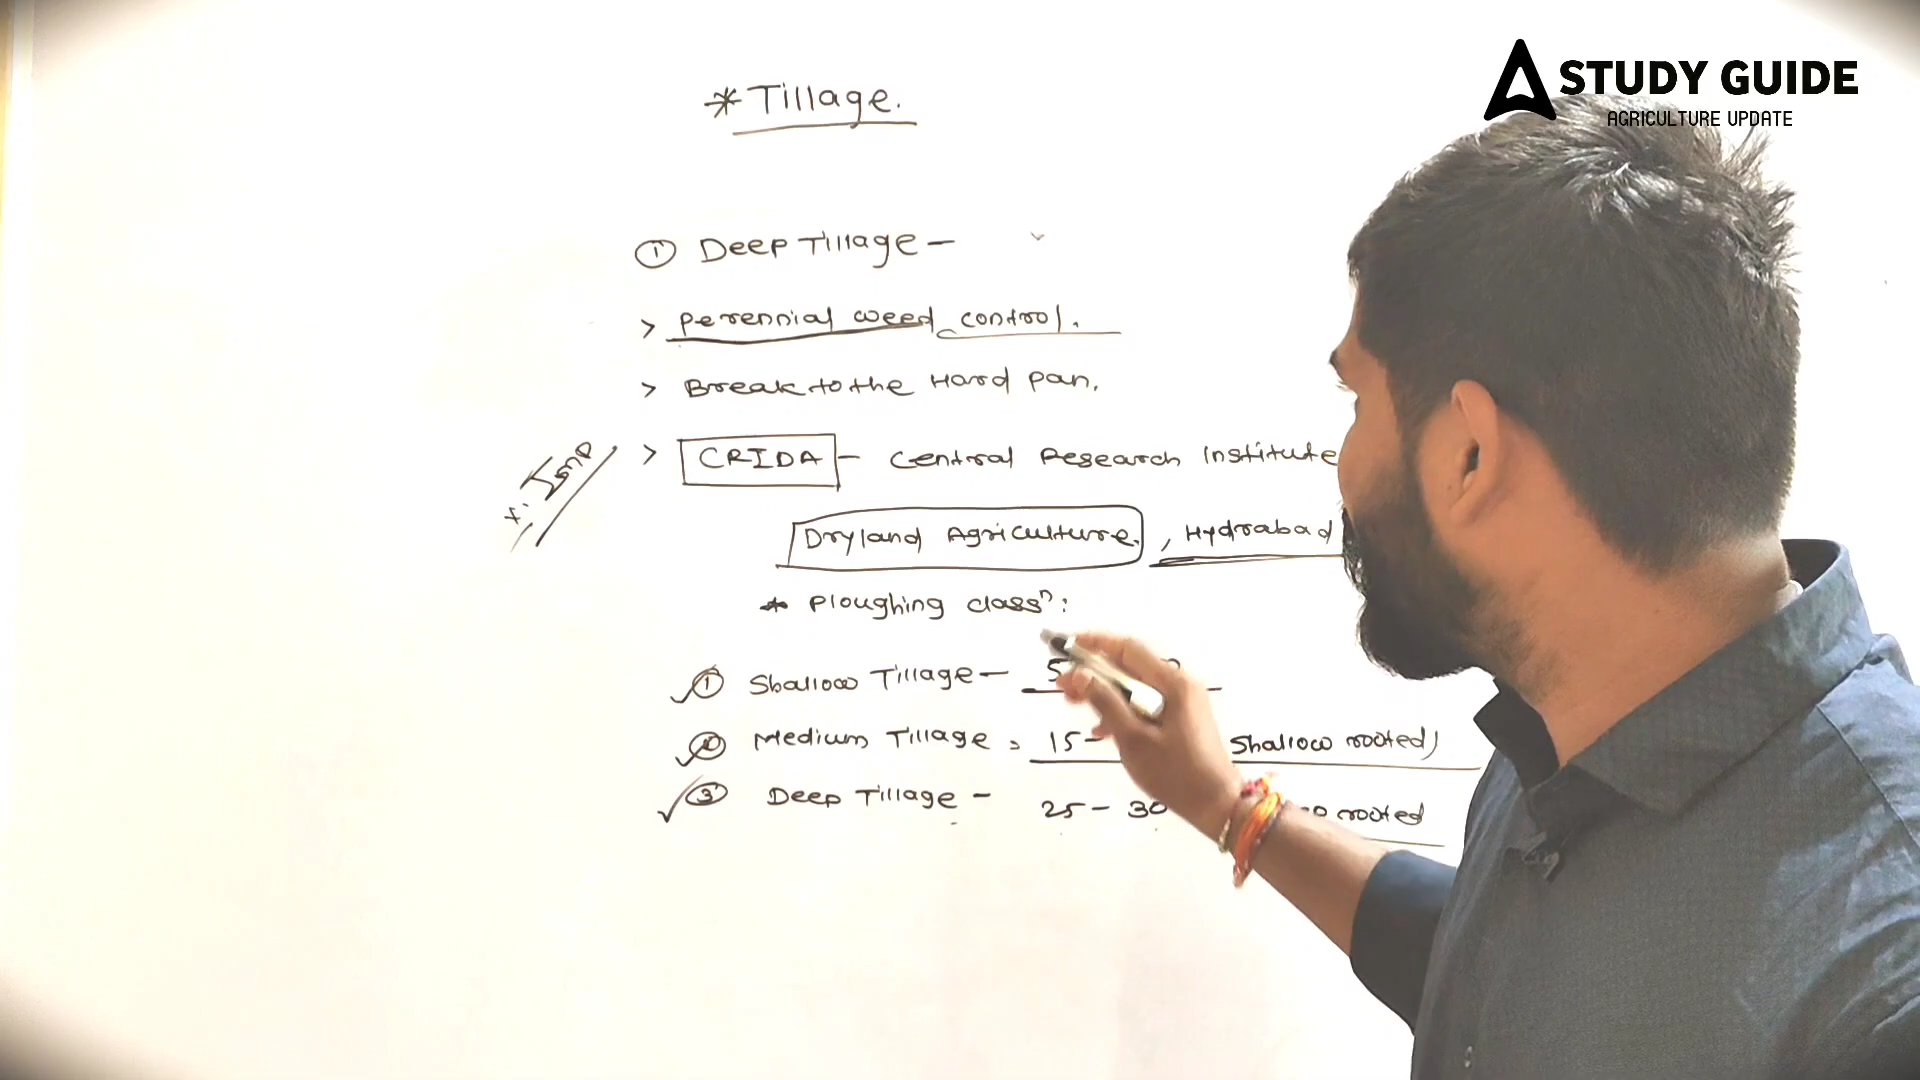 STUDY GUIDE
AGRICULTURE UPDATE
* Tillage.
① Deep Tillage –
> perennial weed control.
> Break to the Hard pan.
* Imp
> CRIDA – Central Research Institute
Dryland Agriculture. , Hydrabad
* Ploughing classⁿ:
① Shallow Tillage – 5
② Medium Tillage = 15- Shallow rooted)
③ Deep Tillage – 25 – 30 rooted